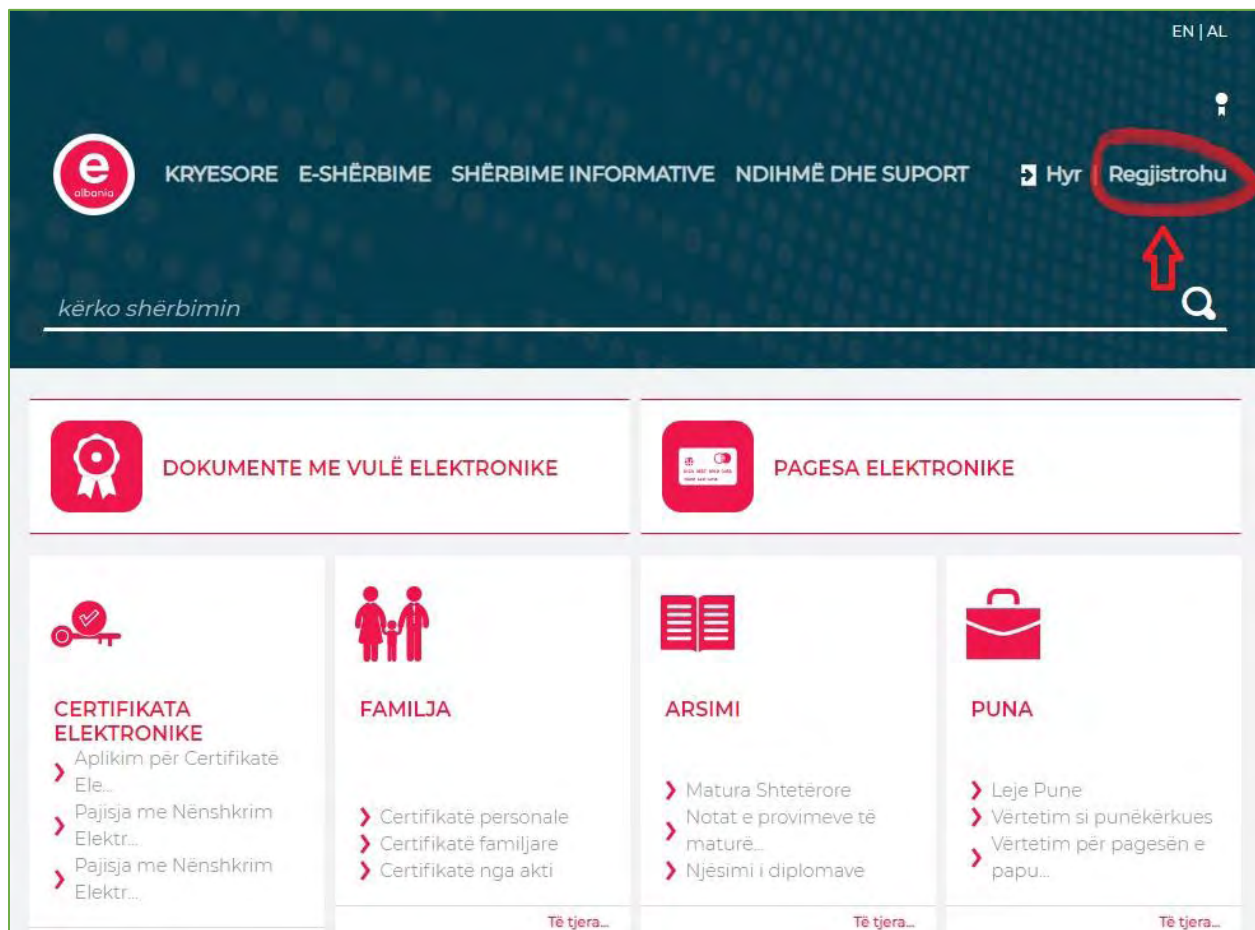 EN | AL
e
albania
KRYESORE E-SHËRBIME SHËRBIME INFORMATIVE NDIHMË DHE SUPORT Hyr | Regjistrohu
kërko shërbimin
DOKUMENTE ME VULË ELEKTRONIKE
PAGESA ELEKTRONIKE
CERTIFIKATA
ELEKTRONIKE
Aplikim për Certifikatë
Ele...
Pajisja me Nënshkrim
Elektr...
Pajisja me Nënshkrim
Elektr...
FAMILJA
Certifikatë personale
Certifikatë familjare
Certifikatë nga akti
Të tjera...
ARSIMI
Matura Shtetërore
Notat e provimeve të
maturë...
Njësimi i diplomave
Të tjera...
PUNA
Leje Pune
Vërtetim si punëkërkues
Vërtetim për pagesën e
papu...
Të tjera...